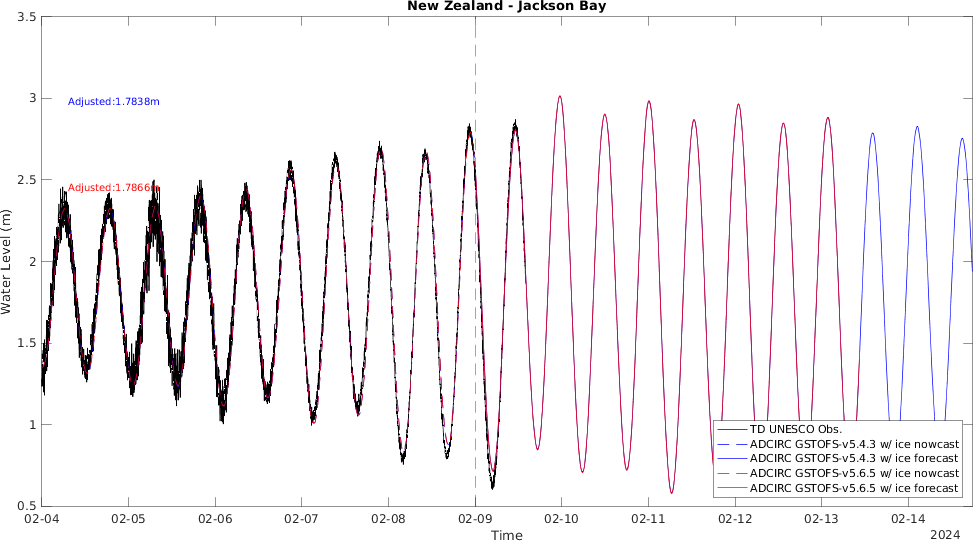 New Zealand - Jackson Bay
3.5
3
2.5
2
1.5
1
0.5
Water Level (m)
Adjusted:1.7838m
Adjusted:1.7866m
TD UNESCO Obs.
ADCIRC GSTOFS-v5.4.3 w/ ice nowcast
ADCIRC GSTOFS-v5.4.3 w/ ice forecast
ADCIRC GSTOFS-v5.6.5 w/ ice nowcast
ADCIRC GSTOFS-v5.6.5 w/ ice forecast
02-04 02-05 02-06 02-07 02-08 02-09 02-10 02-11 02-12 02-13 02-14
Time
2024